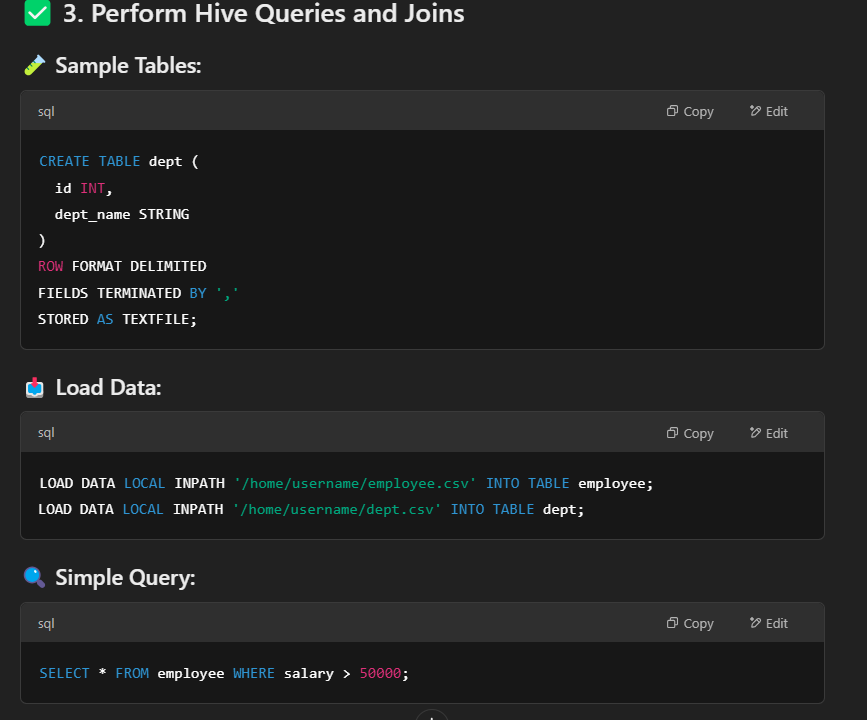 ✅ 3. Perform Hive Queries and Joins
🧪 Sample Tables:
sql Copy Edit
CREATE TABLE dept (
  id INT,
  dept_name STRING
)
ROW FORMAT DELIMITED
FIELDS TERMINATED BY ','
STORED AS TEXTFILE;
📥 Load Data:
sql Copy Edit
LOAD DATA LOCAL INPATH '/home/username/employee.csv' INTO TABLE employee;
LOAD DATA LOCAL INPATH '/home/username/dept.csv' INTO TABLE dept;
🔍 Simple Query:
sql Copy Edit
SELECT * FROM employee WHERE salary > 50000;